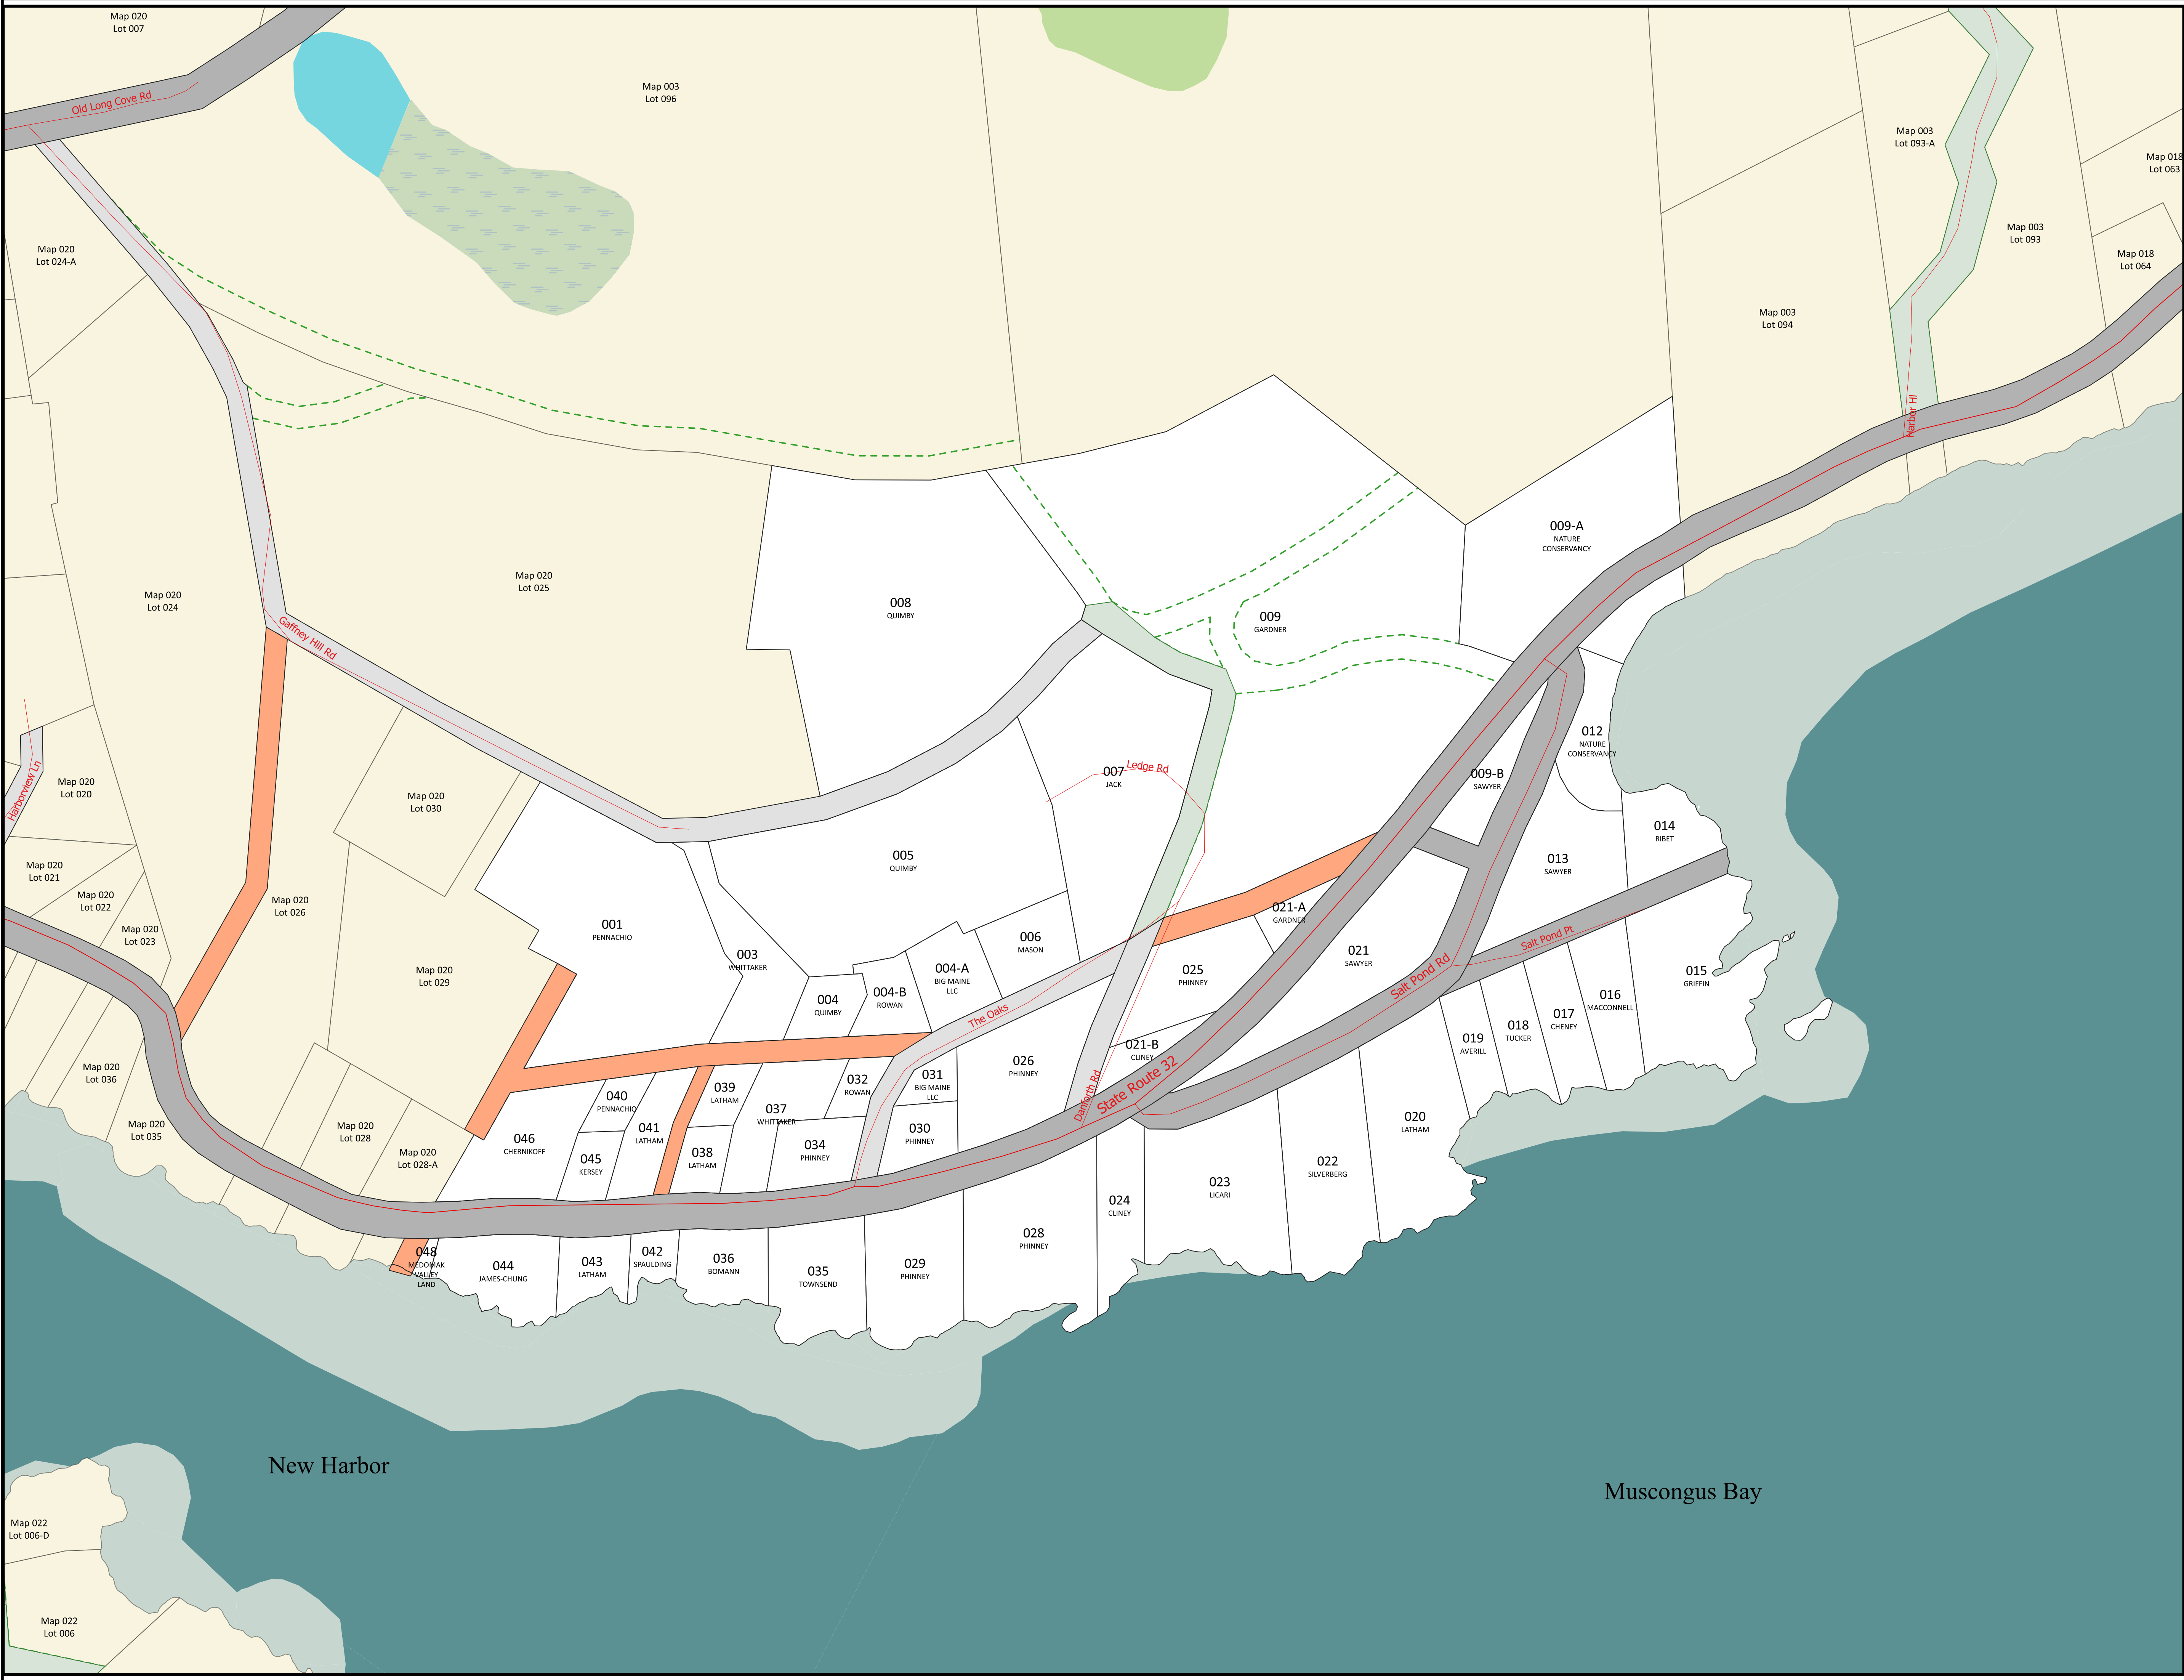 Map 020
Lot 007
Old Long Cove Rd
Map 003
Lot 096
Map 003
Lot 093-A
Map 018
Lot 063
Map 020
Lot 024-A
Map 003
Lot 093
Map 018
Lot 064
Map 003
Lot 094
Harbor Hl
009-A
NATURE
CONSERVANCY
Map 020
Lot 024
Map 020
Lot 025
008
QUIMBY
009
GARDNER
Gaffney Hill Rd
012
NATURE
CONSERVANCY
Harborview Ln
Map 020
Lot 020
Map 020
Lot 030
007
JACK
Ledge Rd
009-B
SAWYER
014
RIBET
Map 020
Lot 021
005
QUIMBY
013
SAWYER
Map 020
Lot 022
Map 020
Lot 026
001
PENNACHIO
021-A
GARDNER
Map 020
Lot 023
006
MASON
021
SAWYER
Salt Pond Pt
003
WHITTAKER
Map 020
Lot 029
004-A
BIG MAINE
LLC
025
PHINNEY
Salt Pond Rd
015
GRIFFIN
004
QUIMBY
004-B
ROWAN
The Oaks
016
MACCONNELL
017
CHENEY
018
TUCKER
019
AVERILL
021-B
CLINEY
026
PHINNEY
Map 020
Lot 036
031
BIG MAINE
LLC
032
ROWAN
039
LATHAM
040
PENNACHIO
State Route 32
Danforth Rd
037
WHITTAKER
020
LATHAM
Map 020
Lot 035
Map 020
Lot 028
041
LATHAM
030
PHINNEY
046
CHERNIKOFF
034
PHINNEY
038
LATHAM
045
KERSEY
Map 020
Lot 028-A
022
SILVERBERG
023
LICARI
024
CLINEY
028
PHINNEY
048
MEDOMAK
VALLEY
LAND
044
JAMES-CHUNG
043
LATHAM
042
SPAULDING
036
BOMANN
035
TOWNSEND
029
PHINNEY
New Harbor
Muscongus Bay
Map 022
Lot 006-D
Map 022
Lot 006